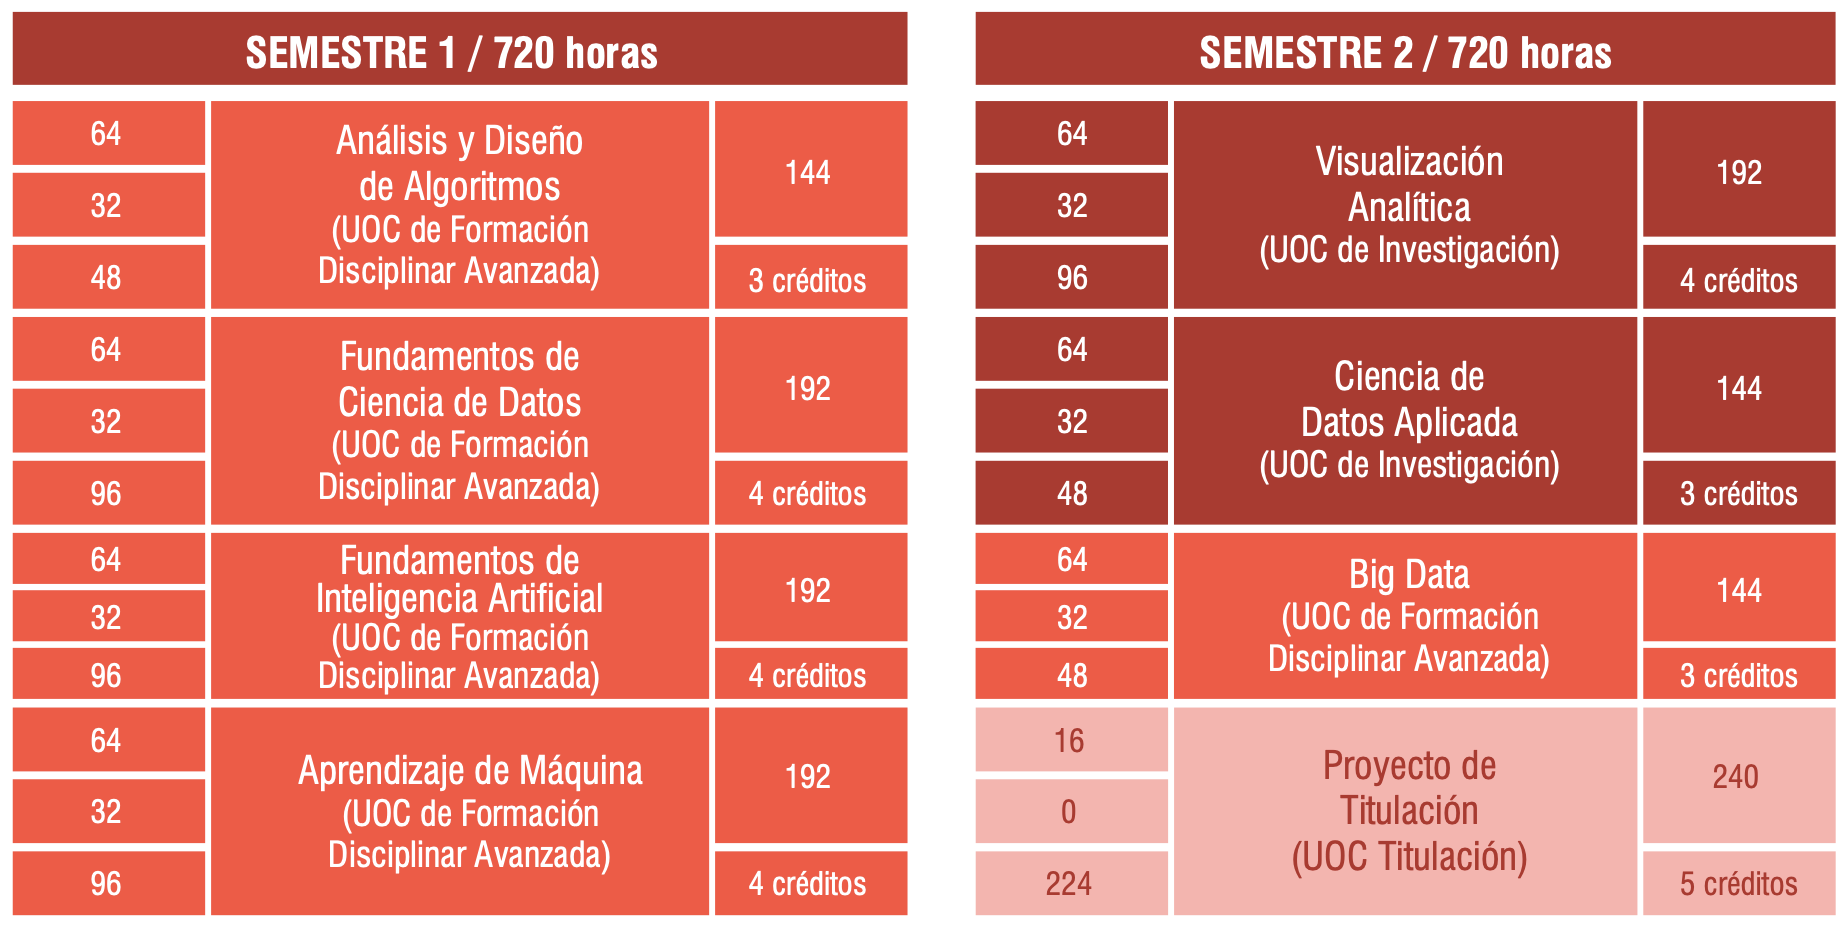 SEMESTRE 1 / 720 horas
64
32
48
Análisis y Diseño
de Algoritmos
(UOC de Formación
Disciplinar Avanzada)
144
3 créditos
64
32
96
Fundamentos de
Ciencia de Datos
(UOC de Formación
Disciplinar Avanzada)
192
4 créditos
64
32
96
Fundamentos de
Inteligencia Artificial
(UOC de Formación
Disciplinar Avanzada)
192
4 créditos
64
32
96
Aprendizaje de Máquina
(UOC de Formación
Disciplinar Avanzada)
192
4 créditos
SEMESTRE 2 / 720 horas
64
32
96
Visualización
Analítica
(UOC de Investigación)
192
4 créditos
64
32
48
Ciencia de
Datos Aplicada
(UOC de Investigación)
144
3 créditos
64
32
48
Big Data
(UOC de Formación
Disciplinar Avanzada)
144
3 créditos
16
0
224
Proyecto de
Titulación
(UOC Titulación)
240
5 créditos